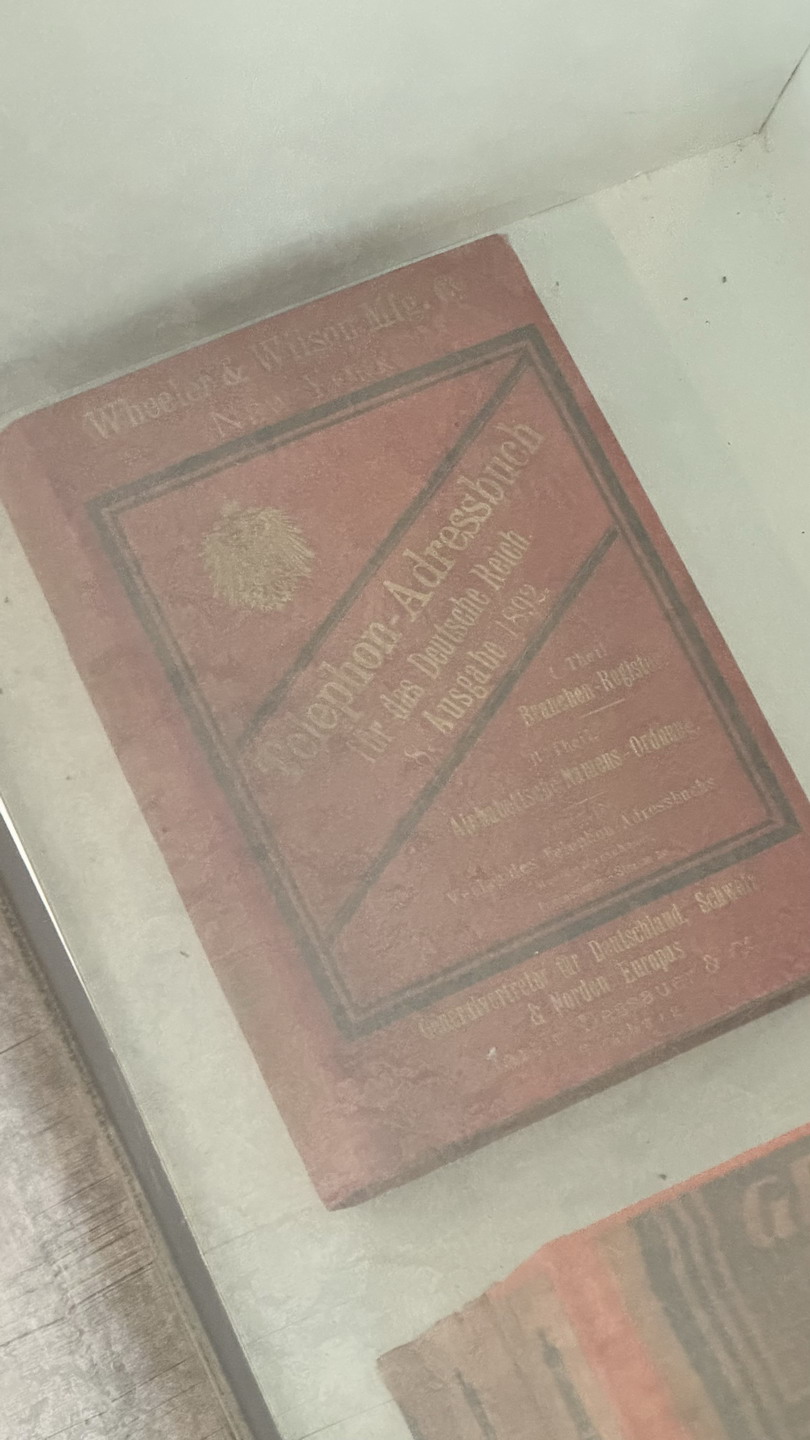 Wheeler & Wilson Mfg. Co
New York
Telephon-Adressbuch
für das Deutsche Reich.
Ausgabe 1892
I Theil
Branchen-Register
II Theil
Alphabetische Namens-Ordnung.
Verlag des Telephon Adressbuchs
Generalvertreter für Deutschland, Schweiz
& Norden Europas
& Co
G